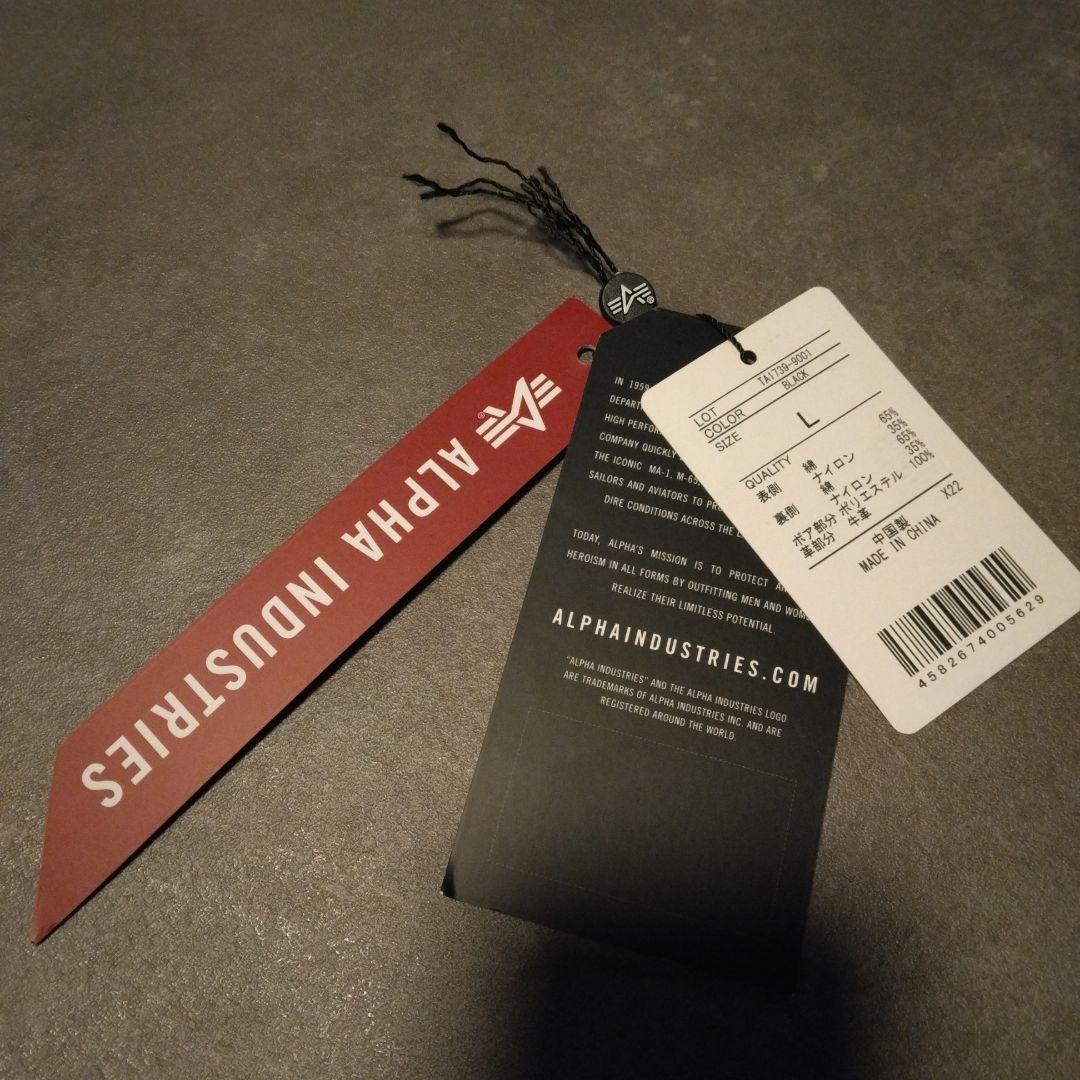 ALPHA INDUSTRIES
IN 1959
HIGH
COMPANY QUICKLY
THE ICONIC MA-1, M-65,
SAILORS AND AVIATORS TO
DIRE CONDITIONS ACROSS THE
TODAY, ALPHA'S MISSION IS TO PROTECT
HEROISM IN ALL FORMS BY OUTFITTING MEN AND
REALIZE THEIR LIMITLESS POTENTIAL.
ALPHAINDUSTRIES.COM
"ALPHA INDUSTRIES" AND THE ALPHA INDUSTRIES LOGO
ARE TRADEMARKS OF ALPHA INDUSTRIES INC. AND ARE
REGISTERED AROUND THE WORLD.
LOT TA1739-9001
COLOR BLACK
SIZE L
QUALITY
表側 綿 65%
ナイロン 35%
裏側 綿 65%
ナイロン 35%
ボア部分 ポリエステル 100%
革部分 牛革
X22
中国製
MADE IN CHINA
4582674005629